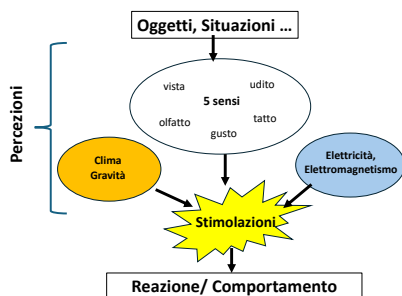 Oggetti, Situazioni ...
Percezioni
vista
udito
5 sensi
olfatto
tatto
gusto
Clima
Gravità
Elettricità,
Elettromagnetismo
Stimolazioni
Reazione/ Comportamento